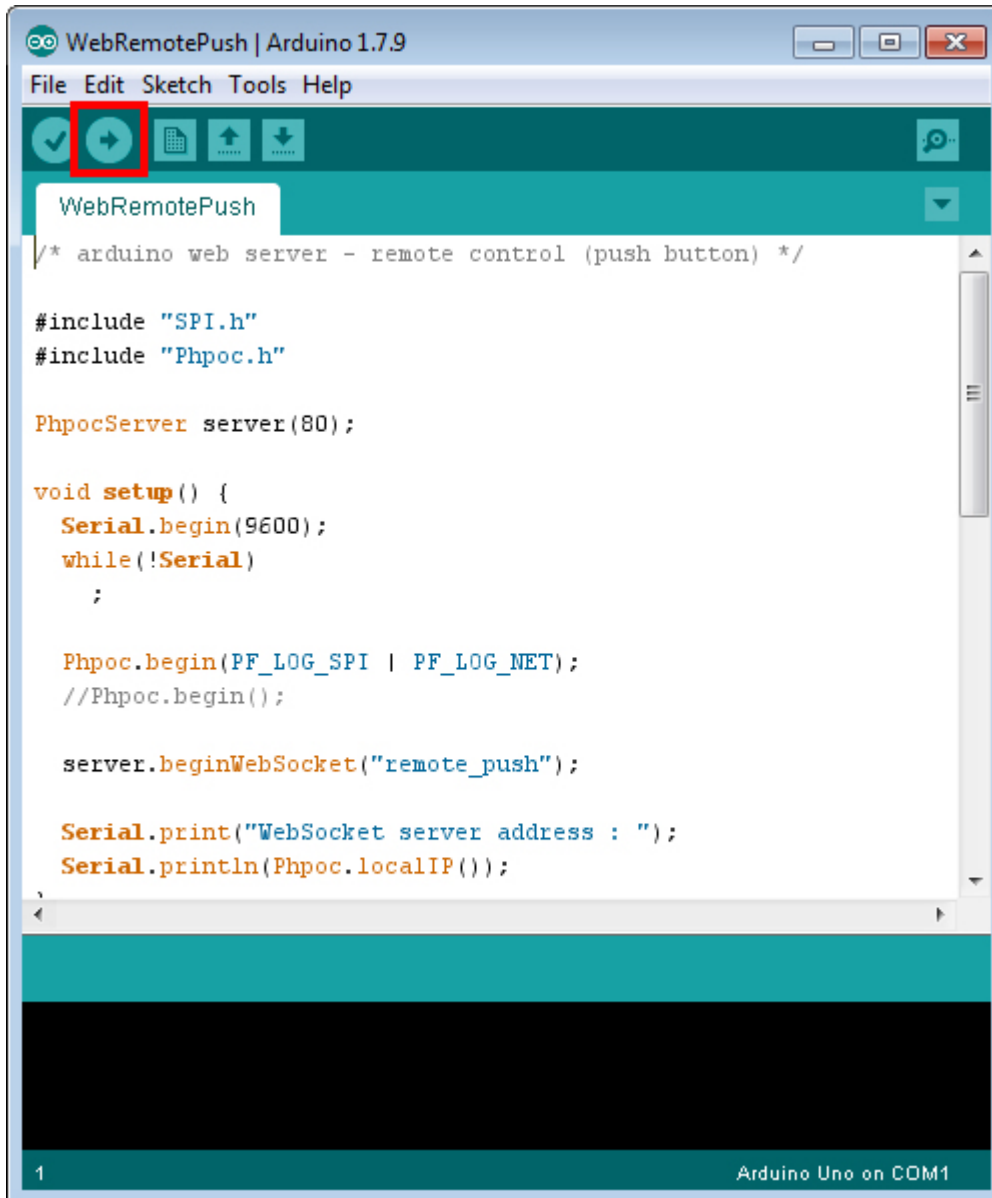 WebRemotePush | Arduino 1.7.9
File Edit Sketch Tools Help
WebRemotePush
/* arduino web server - remote control (push button) */
#include "SPI.h"
#include "Phpoc.h"
PhpocServer server(80);
void setup() {
Serial.begin(9600);
while(!Serial)
;
Phpoc.begin(PF_LOG_SPI | PF_LOG_NET);
//Phpoc.begin();
server.beginWebSocket("remote_push");
Serial.print("WebSocket server address : ");
Serial.println(Phpoc.localIP());
1 Arduino Uno on COM1